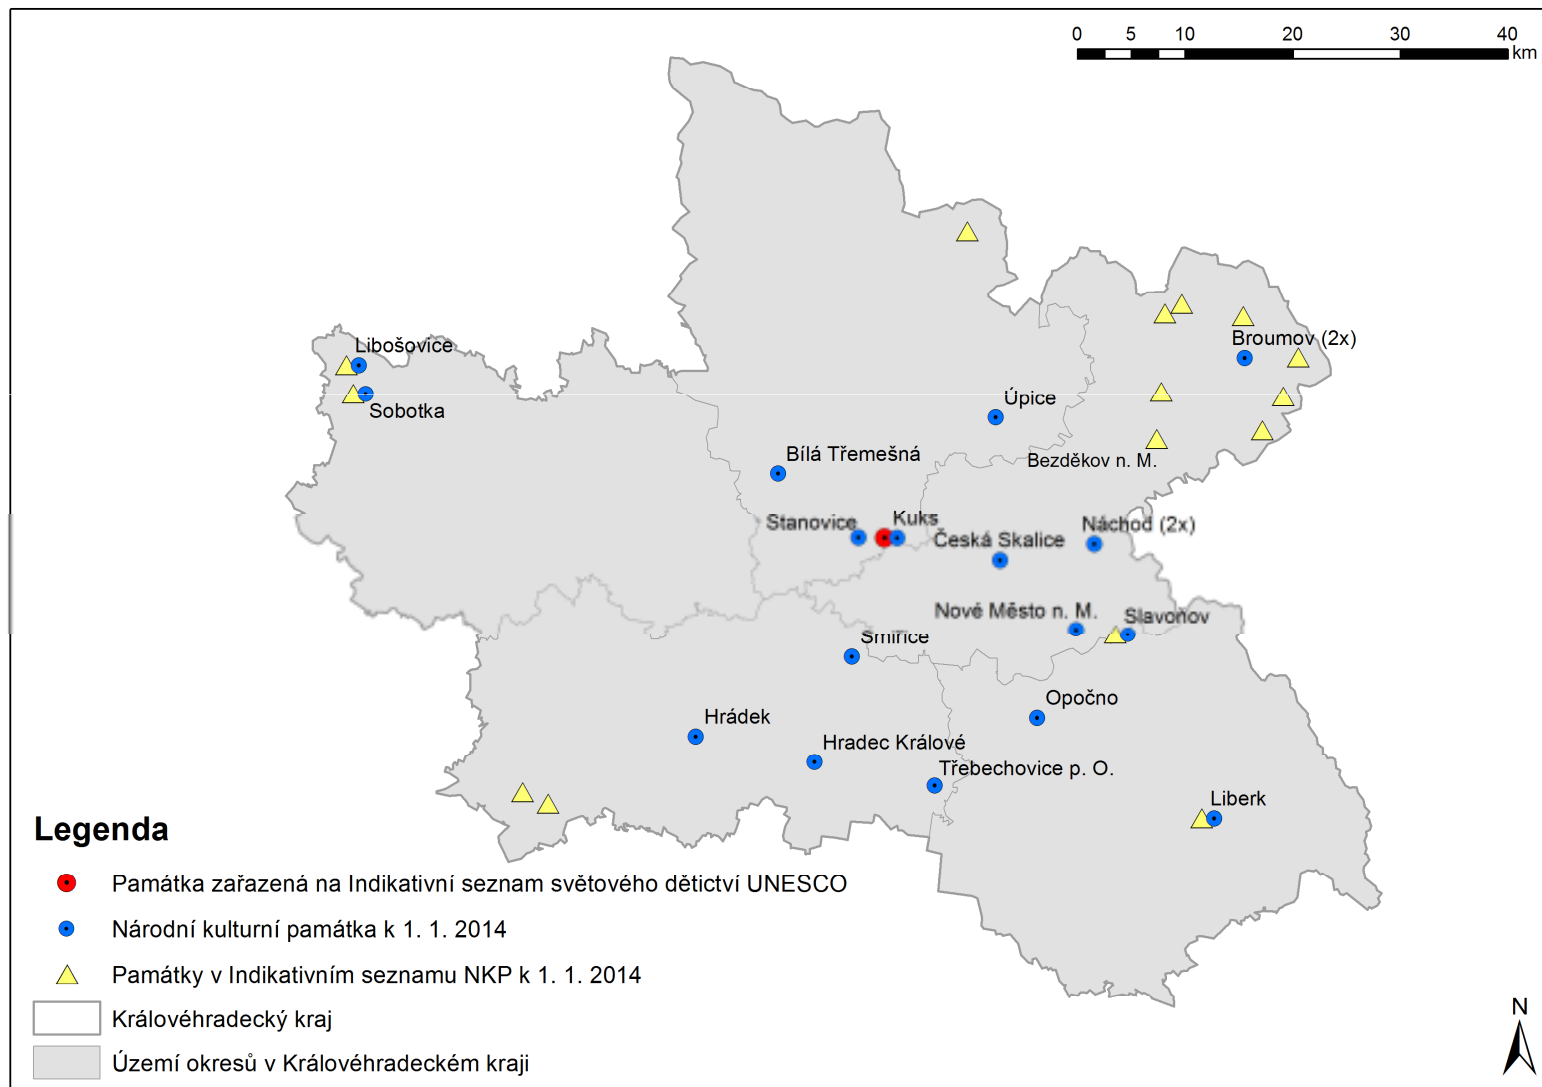 0 5 10 20 30 40
km
Libošovice
Sobotka
Broumov (2x)
Úpice
Bílá Třemešná
Bezděkov n. M.
Stanovice
Kuks
Česká Skalice
Náchod (2x)
Nové Město n. M.
Slavonov
Smiřice
Opočno
Hrádek
Hradec Králové
Třebechovice p. O.
Liberk
Legenda
Památka zařazená na Indikativní seznam světového dětictví UNESCO
Národní kulturní památka k 1. 1. 2014
Památky v Indikativním seznamu NKP k 1. 1. 2014
Královéhradecký kraj
Území okresů v Královéhradeckém kraji
N